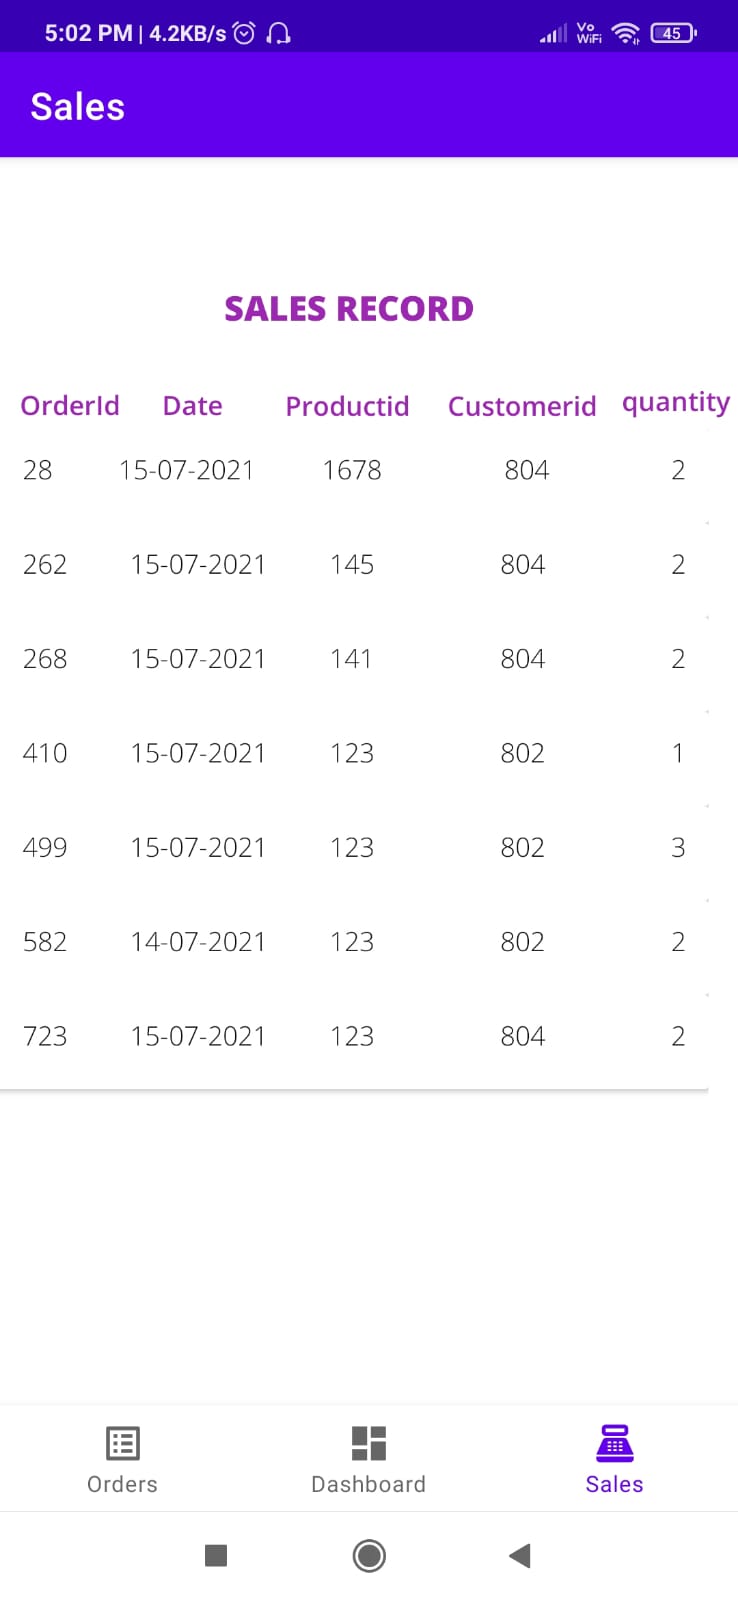 5:02 PM | 4.2KB/s Vo WiFi 45
Sales
SALES RECORD
OrderId Date Productid Customerid quantity
28 15-07-2021 1678 804 2
262 15-07-2021 145 804 2
268 15-07-2021 141 804 2
410 15-07-2021 123 802 1
499 15-07-2021 123 802 3
582 14-07-2021 123 802 2
723 15-07-2021 123 804 2
Orders Dashboard Sales